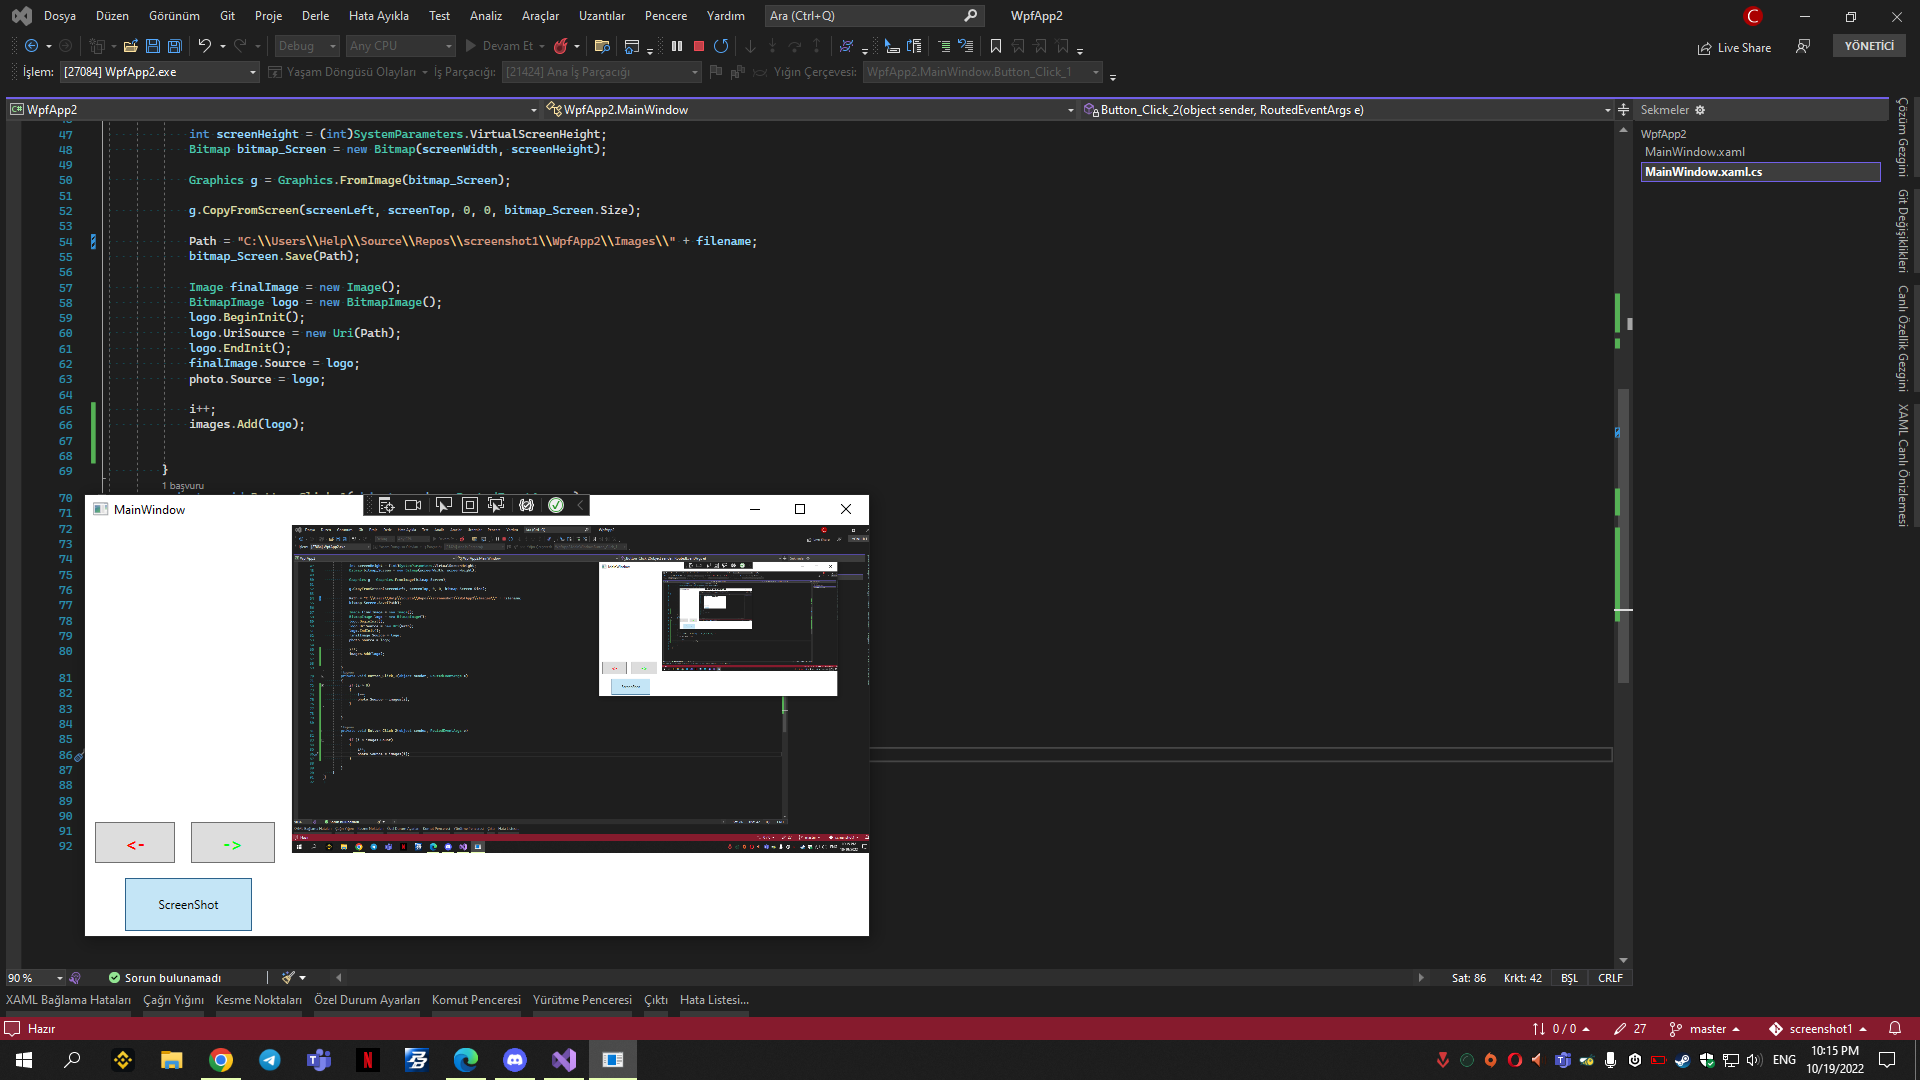 Dosya Düzen Görünüm Git Proje Derle Hata Ayıkla Test Analiz Araçlar Uzantılar Pencere Yardım Ara (Ctrl+Q) WpfApp2 C
Debug Any CPU Devam Et Live Share YÖNETİCİ
İşlem: [27084] WpfApp2.exe Yaşam Döngüsü Olayları İş Parçacığı: [21424] Ana İş Parçacığı Yığın Çerçevesi: WpfApp2.MainWindow.Button_Click_1
WpfApp2 WpfApp2.MainWindow Button_Click_2(object sender, RoutedEventArgs e) Sekmeler
WpfApp2
MainWindow.xaml
MainWindow.xaml.cs
Çözüm Gezgini
Git Değişiklikleri
Canlı Özellik Gezgini
XAML Canlı Önizlemesi
47 int screenHeight = (int)SystemParameters.VirtualScreenHeight;
48 Bitmap bitmap_Screen = new Bitmap(screenWidth, screenHeight);
49
50 Graphics g = Graphics.FromImage(bitmap_Screen);
51
52 g.CopyFromScreen(screenLeft, screenTop, 0, 0, bitmap_Screen.Size);
53
54 Path = "C:\\Users\\Help\\Source\\Repos\\screenshot1\\WpfApp2\\Images\\" + filename;
55 bitmap_Screen.Save(Path);
56
57 Image finalImage = new Image();
58 BitmapImage logo = new BitmapImage();
59 logo.BeginInit();
60 logo.UriSource = new Uri(Path);
61 logo.EndInit();
62 finalImage.Source = logo;
63 photo.Source = logo;
64
65 i++;
66 images.Add(logo);
67
68
69 }
1 başvuru
70
71
72
73
74
75
76
77
78
79
80
81
82
83
84
85
86
87
88
89
90
91
92
MainWindow
<- ->
ScreenShot
90 % Sorun bulunamadı Sat: 86 Krkt: 42 BŞL CRLF
XAML Bağlama Hataları Çağrı Yığını Kesme Noktaları Özel Durum Ayarları Komut Penceresi Yürütme Penceresi Çıktı Hata Listesi...
Hazır 0 / 0 27 master screenshot1
ENG 10:15 PM
10/19/2022